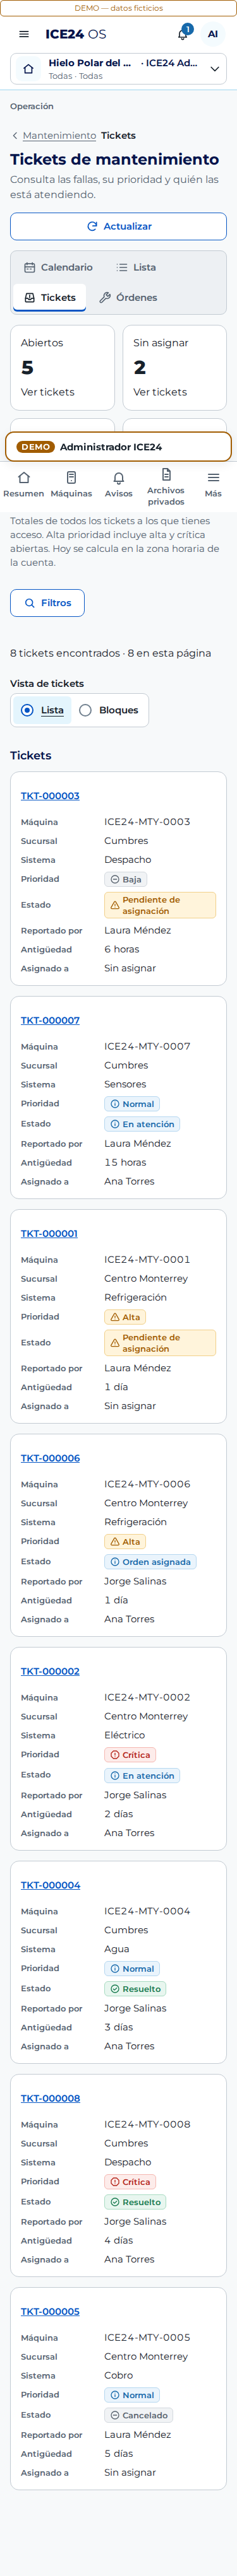 DEMO — datos ficticios
ICE24 OS
1
AI
Hielo Polar del ... · ICE24 Ad...
Todas · Todas
Operación
Mantenimiento Tickets
Tickets de mantenimiento
Consulta las fallas, su prioridad y quién las
está atendiendo.
Actualizar
Calendario
Lista
Tickets
Órdenes
Abiertos
5
Ver tickets
Sin asignar
2
Ver tickets
DEMO Administrador ICE24
Resumen
Máquinas
Avisos
Archivos
privados
Más
Totales de todos los tickets a los que tienes
acceso. Alta prioridad incluye alta y crítica
abiertas. Hoy se calcula en la zona horaria de
la cuenta.
Filtros
8 tickets encontrados · 8 en esta página
Vista de tickets
Lista
Bloques
Tickets
TKT-000003
Máquina ICE24-MTY-0003
Sucursal Cumbres
Sistema Despacho
Prioridad Baja
Estado Pendiente de
asignación
Reportado por Laura Méndez
Antigüedad 6 horas
Asignado a Sin asignar
TKT-000007
Máquina ICE24-MTY-0007
Sucursal Cumbres
Sistema Sensores
Prioridad Normal
Estado En atención
Reportado por Laura Méndez
Antigüedad 15 horas
Asignado a Ana Torres
TKT-000001
Máquina ICE24-MTY-0001
Sucursal Centro Monterrey
Sistema Refrigeración
Prioridad Alta
Estado Pendiente de
asignación
Reportado por Laura Méndez
Antigüedad 1 día
Asignado a Sin asignar
TKT-000006
Máquina ICE24-MTY-0006
Sucursal Centro Monterrey
Sistema Refrigeración
Prioridad Alta
Estado Orden asignada
Reportado por Jorge Salinas
Antigüedad 1 día
Asignado a Ana Torres
TKT-000002
Máquina ICE24-MTY-0002
Sucursal Centro Monterrey
Sistema Eléctrico
Prioridad Crítica
Estado En atención
Reportado por Jorge Salinas
Antigüedad 2 días
Asignado a Ana Torres
TKT-000004
Máquina ICE24-MTY-0004
Sucursal Cumbres
Sistema Agua
Prioridad Normal
Estado Resuelto
Reportado por Jorge Salinas
Antigüedad 3 días
Asignado a Ana Torres
TKT-000008
Máquina ICE24-MTY-0008
Sucursal Cumbres
Sistema Despacho
Prioridad Crítica
Estado Resuelto
Reportado por Jorge Salinas
Antigüedad 4 días
Asignado a Ana Torres
TKT-000005
Máquina ICE24-MTY-0005
Sucursal Centro Monterrey
Sistema Cobro
Prioridad Normal
Estado Cancelado
Reportado por Laura Méndez
Antigüedad 5 días
Asignado a Sin asignar